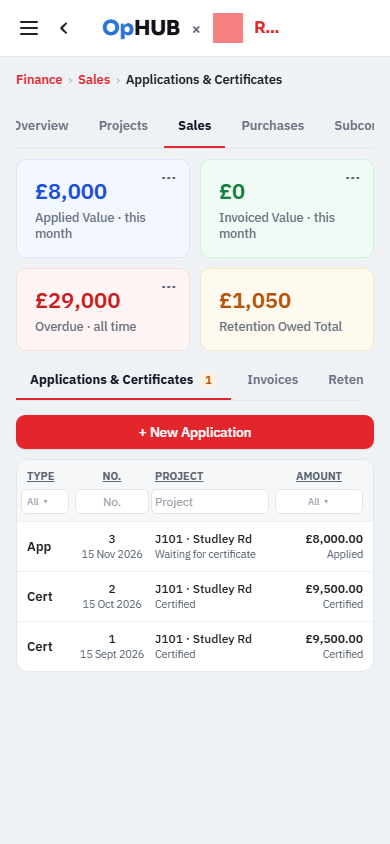 OpHUB × R...
Finance › Sales › Applications & Certificates
Overview Projects Sales Purchases Subcor
£8,000
Applied Value · this
month
£0
Invoiced Value · this
month
£29,000
Overdue · all time
£1,050
Retention Owed Total
Applications & Certificates 1 Invoices Reten
+ New Application
TYPE NO. PROJECT AMOUNT
All ▾ No. Project All ▾
App 3 J101 · Studley Rd £8,000.00
15 Nov 2026 Waiting for certificate Applied
Cert 2 J101 · Studley Rd £9,500.00
15 Oct 2026 Certified Certified
Cert 1 J101 · Studley Rd £9,500.00
15 Sept 2026 Certified Certified